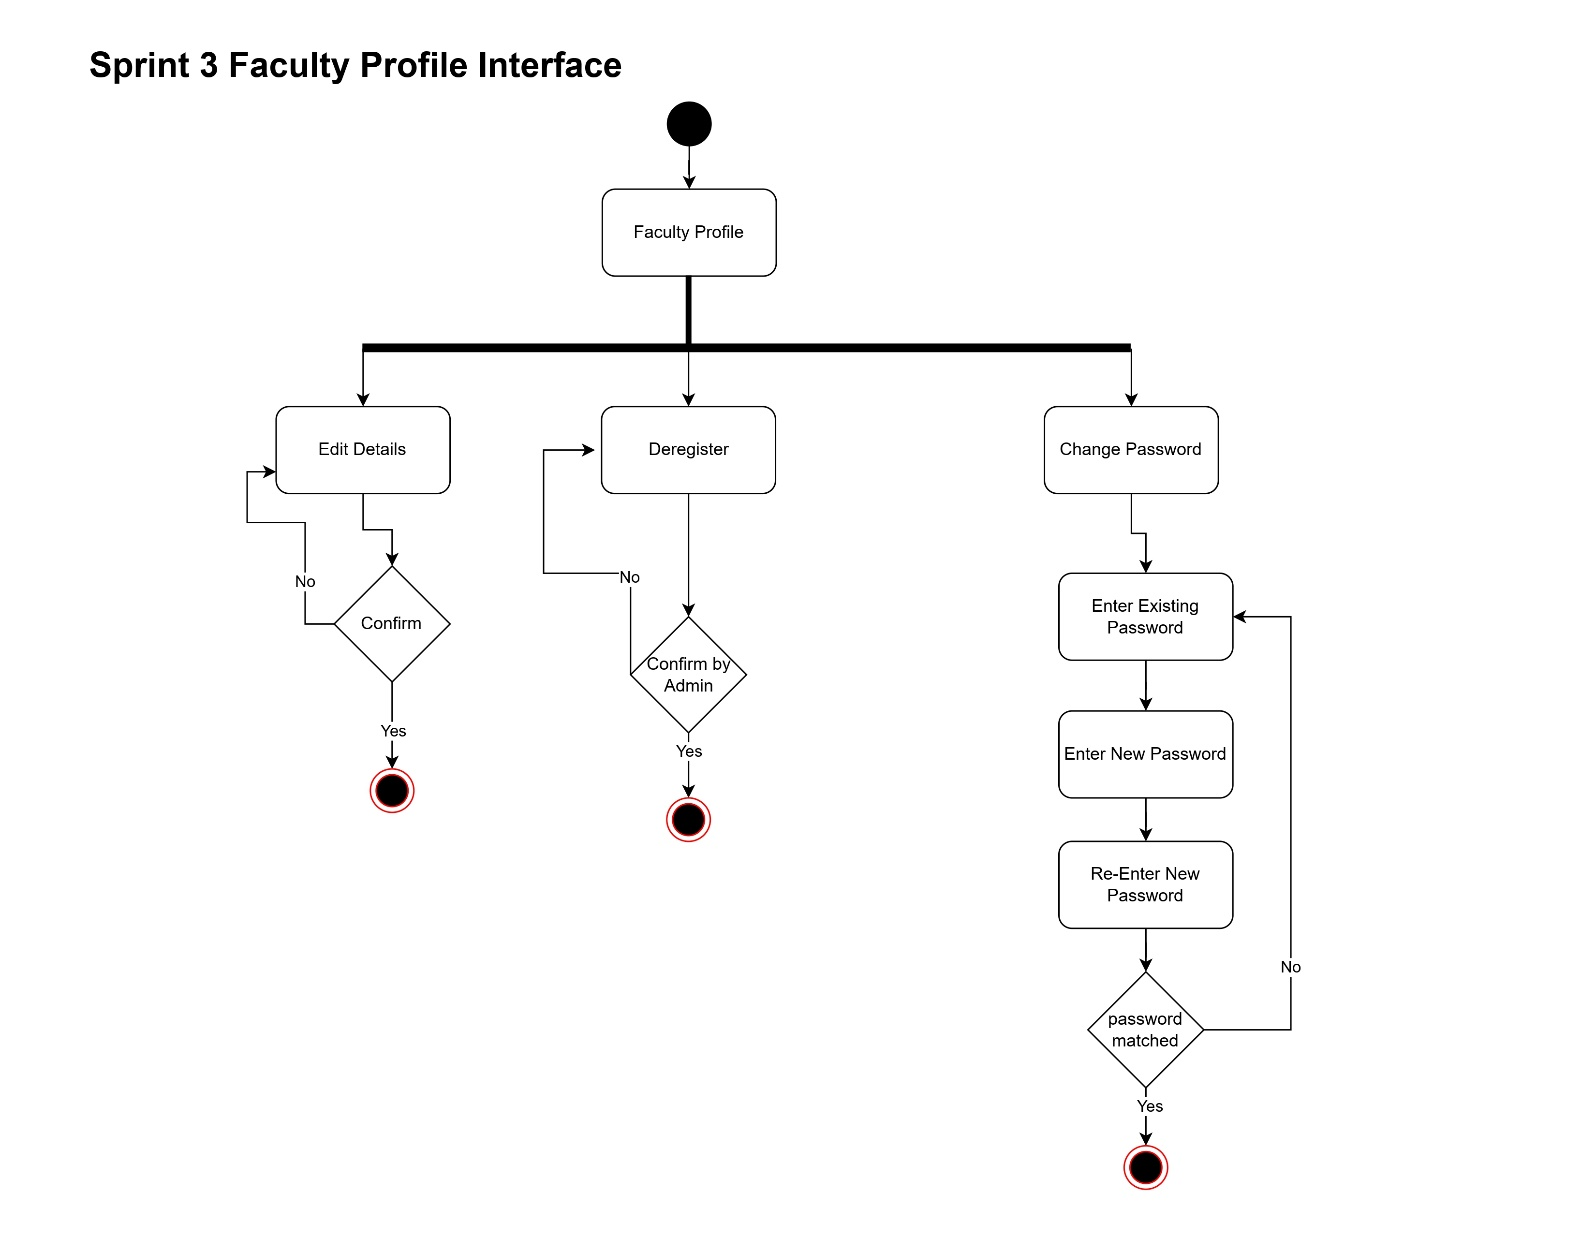 Sprint 3 Faculty Profile Interface
Faculty Profile
Edit Details
Deregister
Change Password
No
Confirm
Yes
No
Confirm by
Admin
Yes
Enter Existing
Password
Enter New Password
Re-Enter New
Password
No
password
matched
Yes